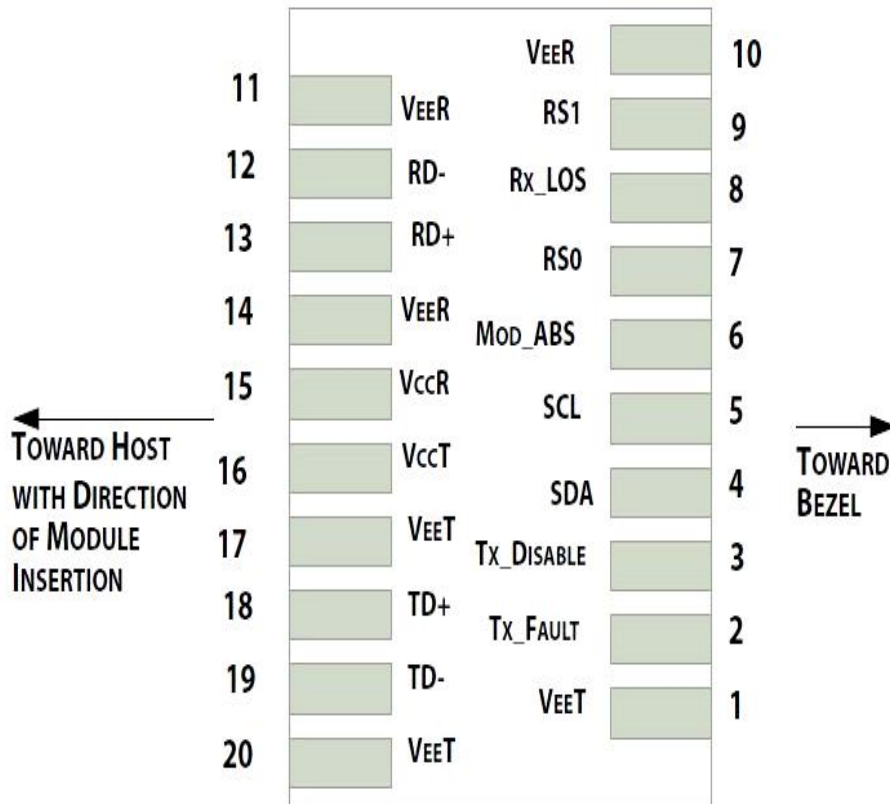 VEER 10
11 VEER
RS1 9
12 RD-
Rx_LOS 8
13 RD+
RS0 7
14 VEER
MOD_ABS 6
15 VCCR
SCL 5
TOWARD HOST
WITH DIRECTION
OF MODULE
INSERTION
TOWARD
BEZEL
16 VCCT
SDA 4
17 VEET
TX_DISABLE 3
18 TD+
TX_FAULT 2
19 TD-
VEET 1
20 VEET